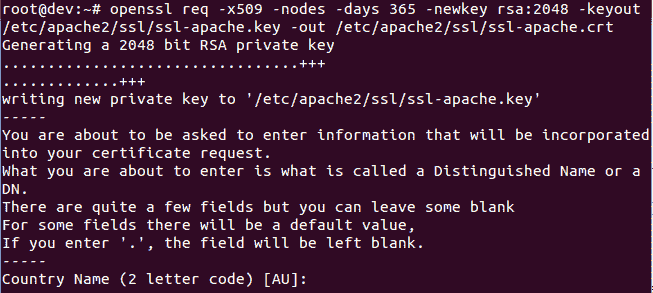 root@dev:~# openssl req -x509 -nodes -days 365 -newkey rsa:2048 -keyout
/etc/apache2/ssl/ssl-apache.key -out /etc/apache2/ssl/ssl-apache.crt
Generating a 2048 bit RSA private key
................................+++
.............+++
writing new private key to '/etc/apache2/ssl/ssl-apache.key'
-----
You are about to be asked to enter information that will be incorporated
into your certificate request.
What you are about to enter is what is called a Distinguished Name or a
DN.
There are quite a few fields but you can leave some blank
For some fields there will be a default value,
If you enter '.', the field will be left blank.
-----
Country Name (2 letter code) [AU]: